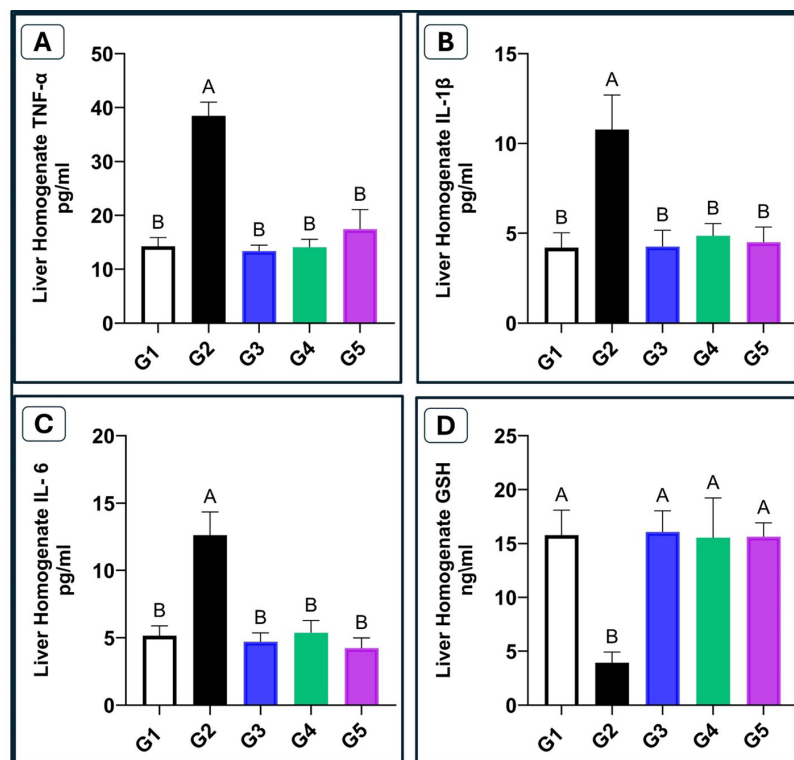 A
Liver Homogenate TNF-α
pg/ml
50
40
30
20
10
0
B
A
B
B
B
G1
G2
G3
G4
G5
B
Liver Homogenate IL-1β
pg/ml
15
10
5
0
B
A
B
B
B
G1
G2
G3
G4
G5
C
Liver Homogenate IL- 6
pg/ml
20
15
10
5
0
B
A
B
B
B
G1
G2
G3
G4
G5
D
Liver Homogenate GSH
ng\ml
25
20
15
10
5
0
A
B
A
A
A
G1
G2
G3
G4
G5